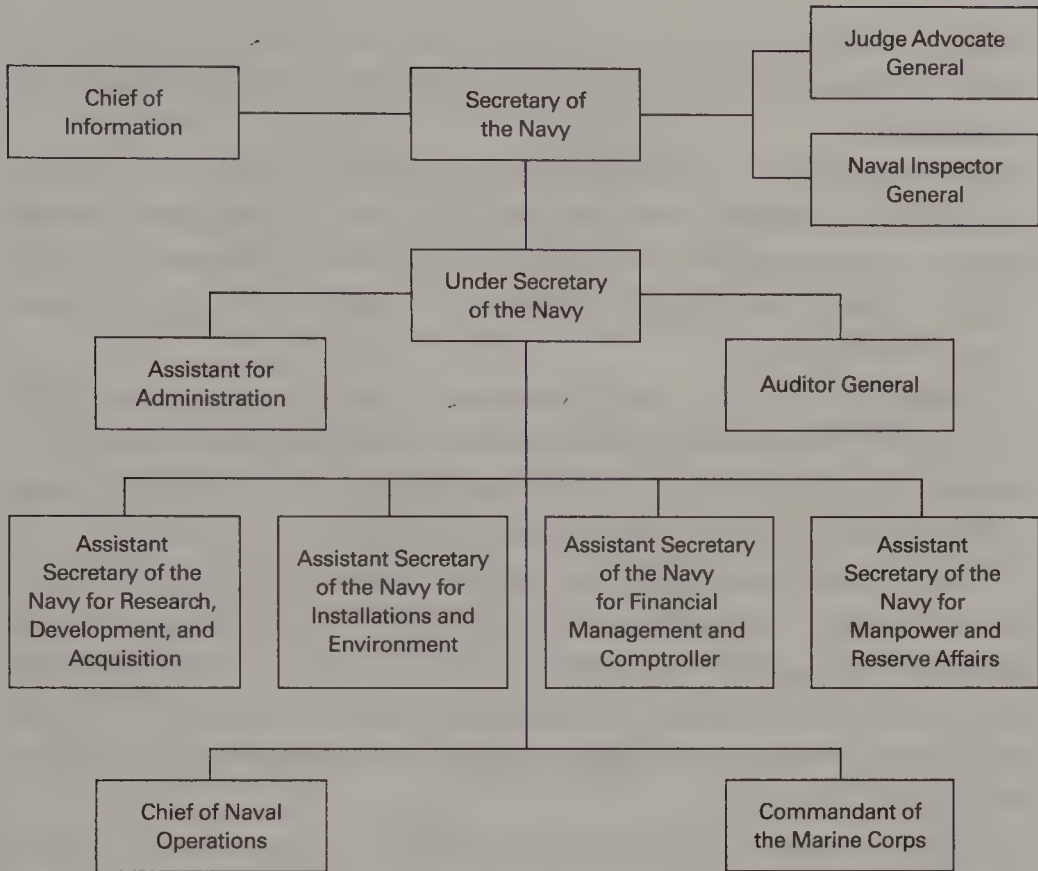 Judge Advocate
General
Chief of
Information
Secretary of
the Navy
Naval Inspector
General
Under Secretary
of the Navy
Assistant for
Administration
Auditor General
Assistant
Secretary of the
Navy for Research,
Development, and
Acquisition
Assistant Secretary
of the Navy for
Installations and
Environment
Assistant Secretary
of the Navy
for Financial
Management and
Comptroller
Assistant
Secretary of the
Navy for
Manpower and
Reserve Affairs
Chief of Naval
Operations
Commandant of
the Marine Corps